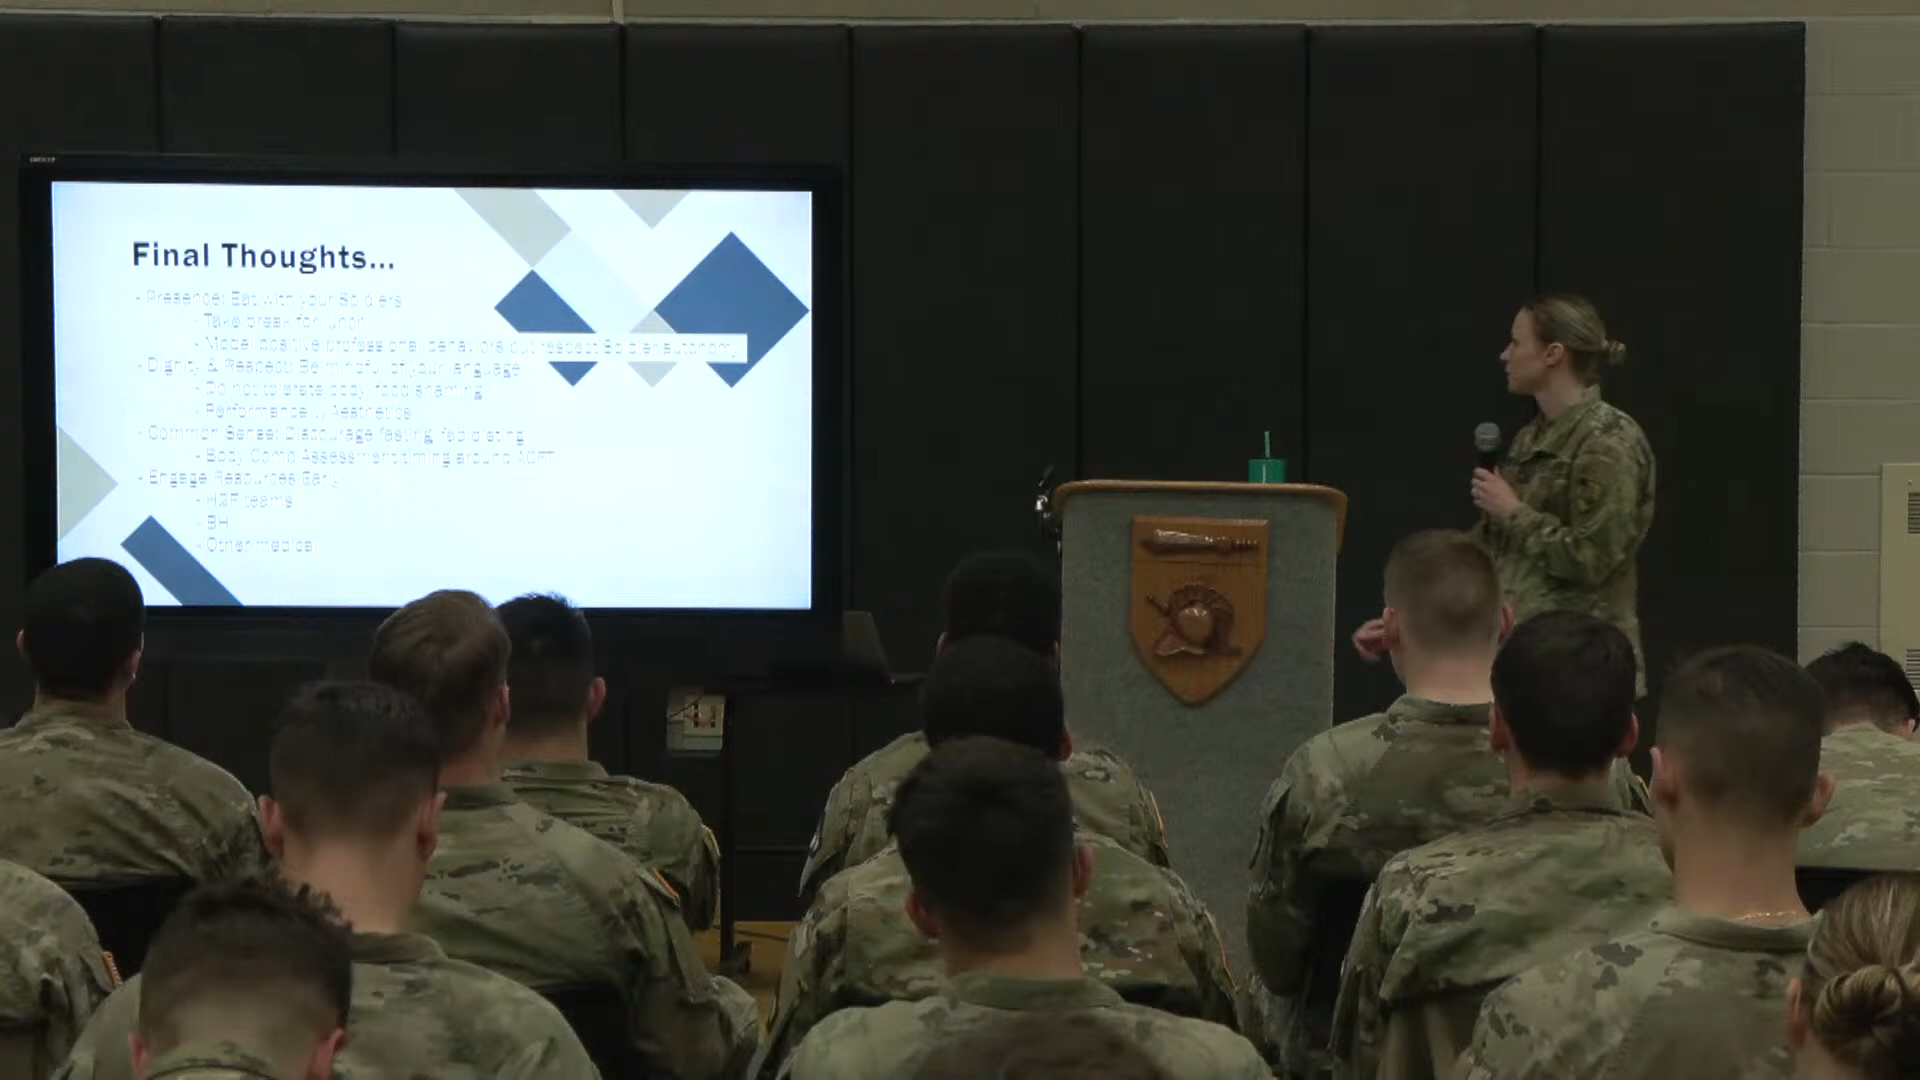 Final Thoughts...
- Presence: Eat with your Soldiers
- Take break for lunch
- Model positive professional behaviors but respect Soldier autonomy
- Dignity & Respect: Be mindful of your language
- Do not tolerate body, food shaming
- Performance Aesthetics
- Common Sense: Discourage fasting, fad dieting
- Body Comp Assessment timing around ACFT
- Engage Resources Early
- H2F teams
- BH
- Other medical